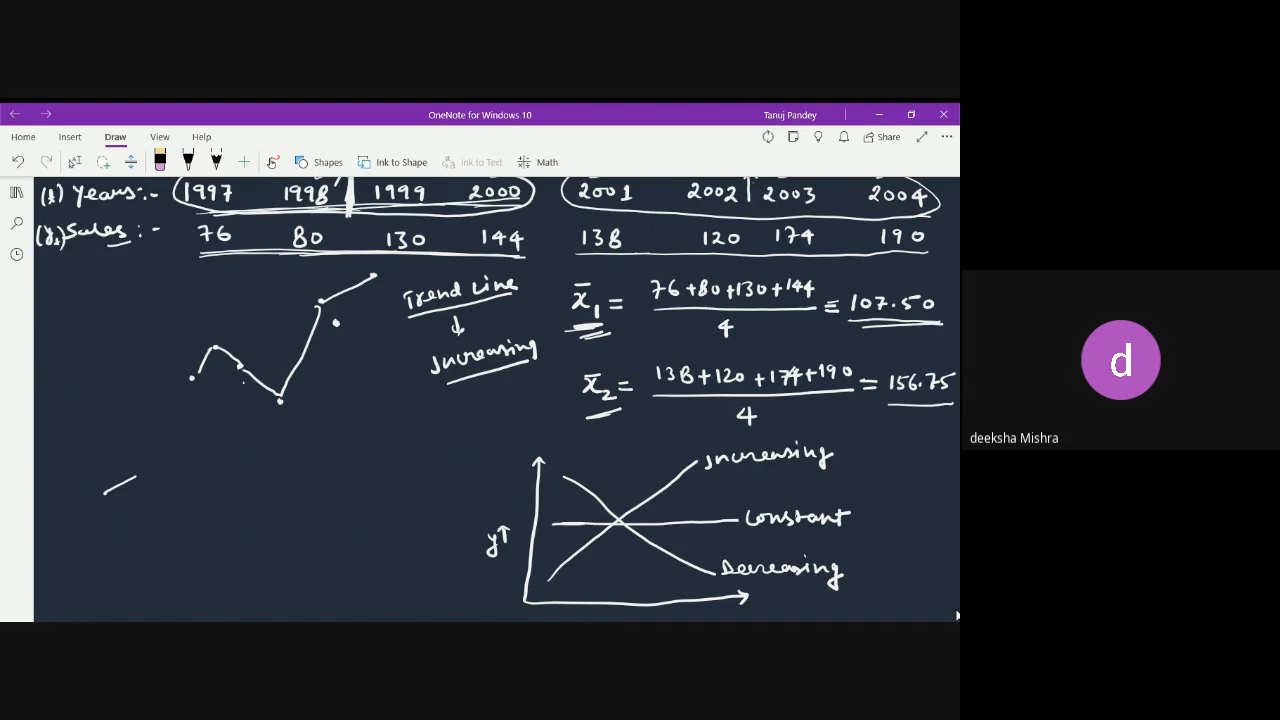 OneNote for Windows 10
Tanuj Pandey
Home Insert Draw View Help
Share
Shapes Ink to Shape Ink to Text Math
(t) Years:- 1997 1998 1999 2000 2001 2002 2003 2004
(yt) Sales :- 76 80 130 144 138 120 174 190
Trend Line
↓
Increasing
x̄1 = 76+80+130+144 / 4 = 107.50
x̄2 = 138+120+174+190 / 4 = 156.75
Increasing
Constant
y↑
Decreasing
d
deeksha Mishra